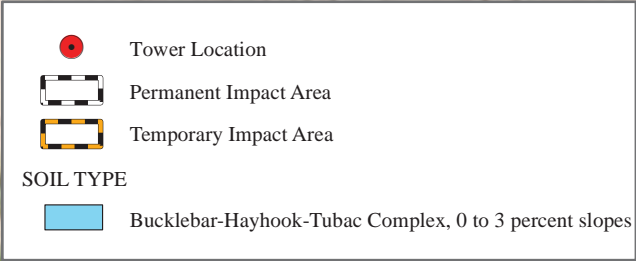 Tower Location
Permanent Impact Area
Temporary Impact Area
SOIL TYPE
Bucklebar-Hayhook-Tubac Complex, 0 to 3 percent slopes